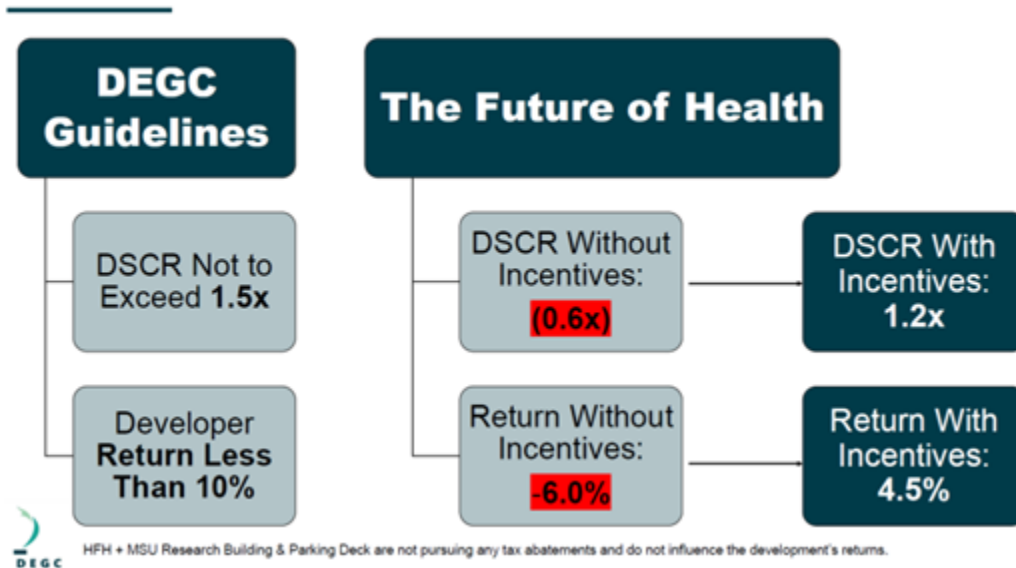 DEGC
Guidelines
DSCR Not to
Exceed 1.5x
Developer
Return Less
Than 10%
The Future of Health
DSCR Without
Incentives:
(0.6x)
DSCR With
Incentives:
1.2x
Return Without
Incentives:
-6.0%
Return With
Incentives:
4.5%
DEGC
HFH + MSU Research Building & Parking Deck are not pursuing any tax abatements and do not influence the development's returns.